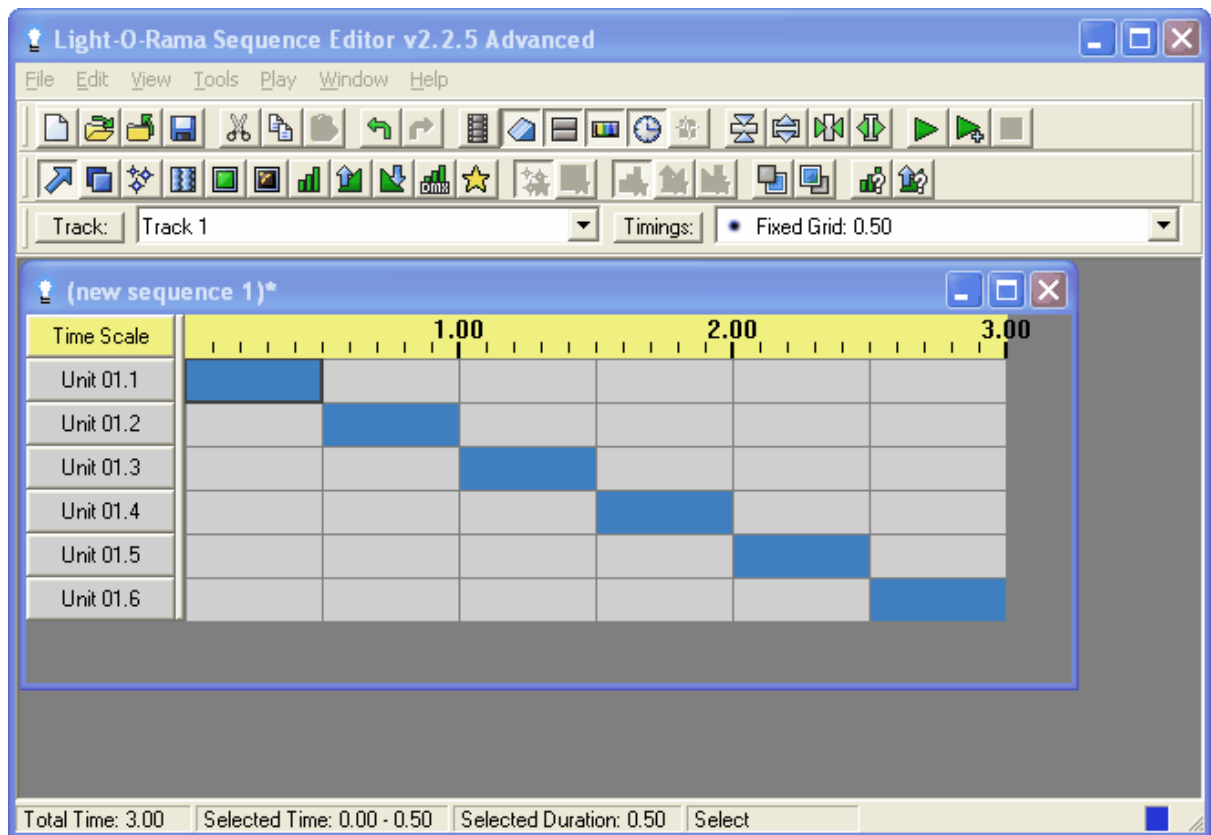 Light-O-Rama Sequence Editor v2.2.5 Advanced
File Edit View Tools Play Window Help
DMX
Track: Track 1 Timings: Fixed Grid: 0.50
(new sequence 1)*
Time Scale 1.00 2.00 3.00
Unit 01.1
Unit 01.2
Unit 01.3
Unit 01.4
Unit 01.5
Unit 01.6
Total Time: 3.00 Selected Time: 0.00 - 0.50 Selected Duration: 0.50 Select